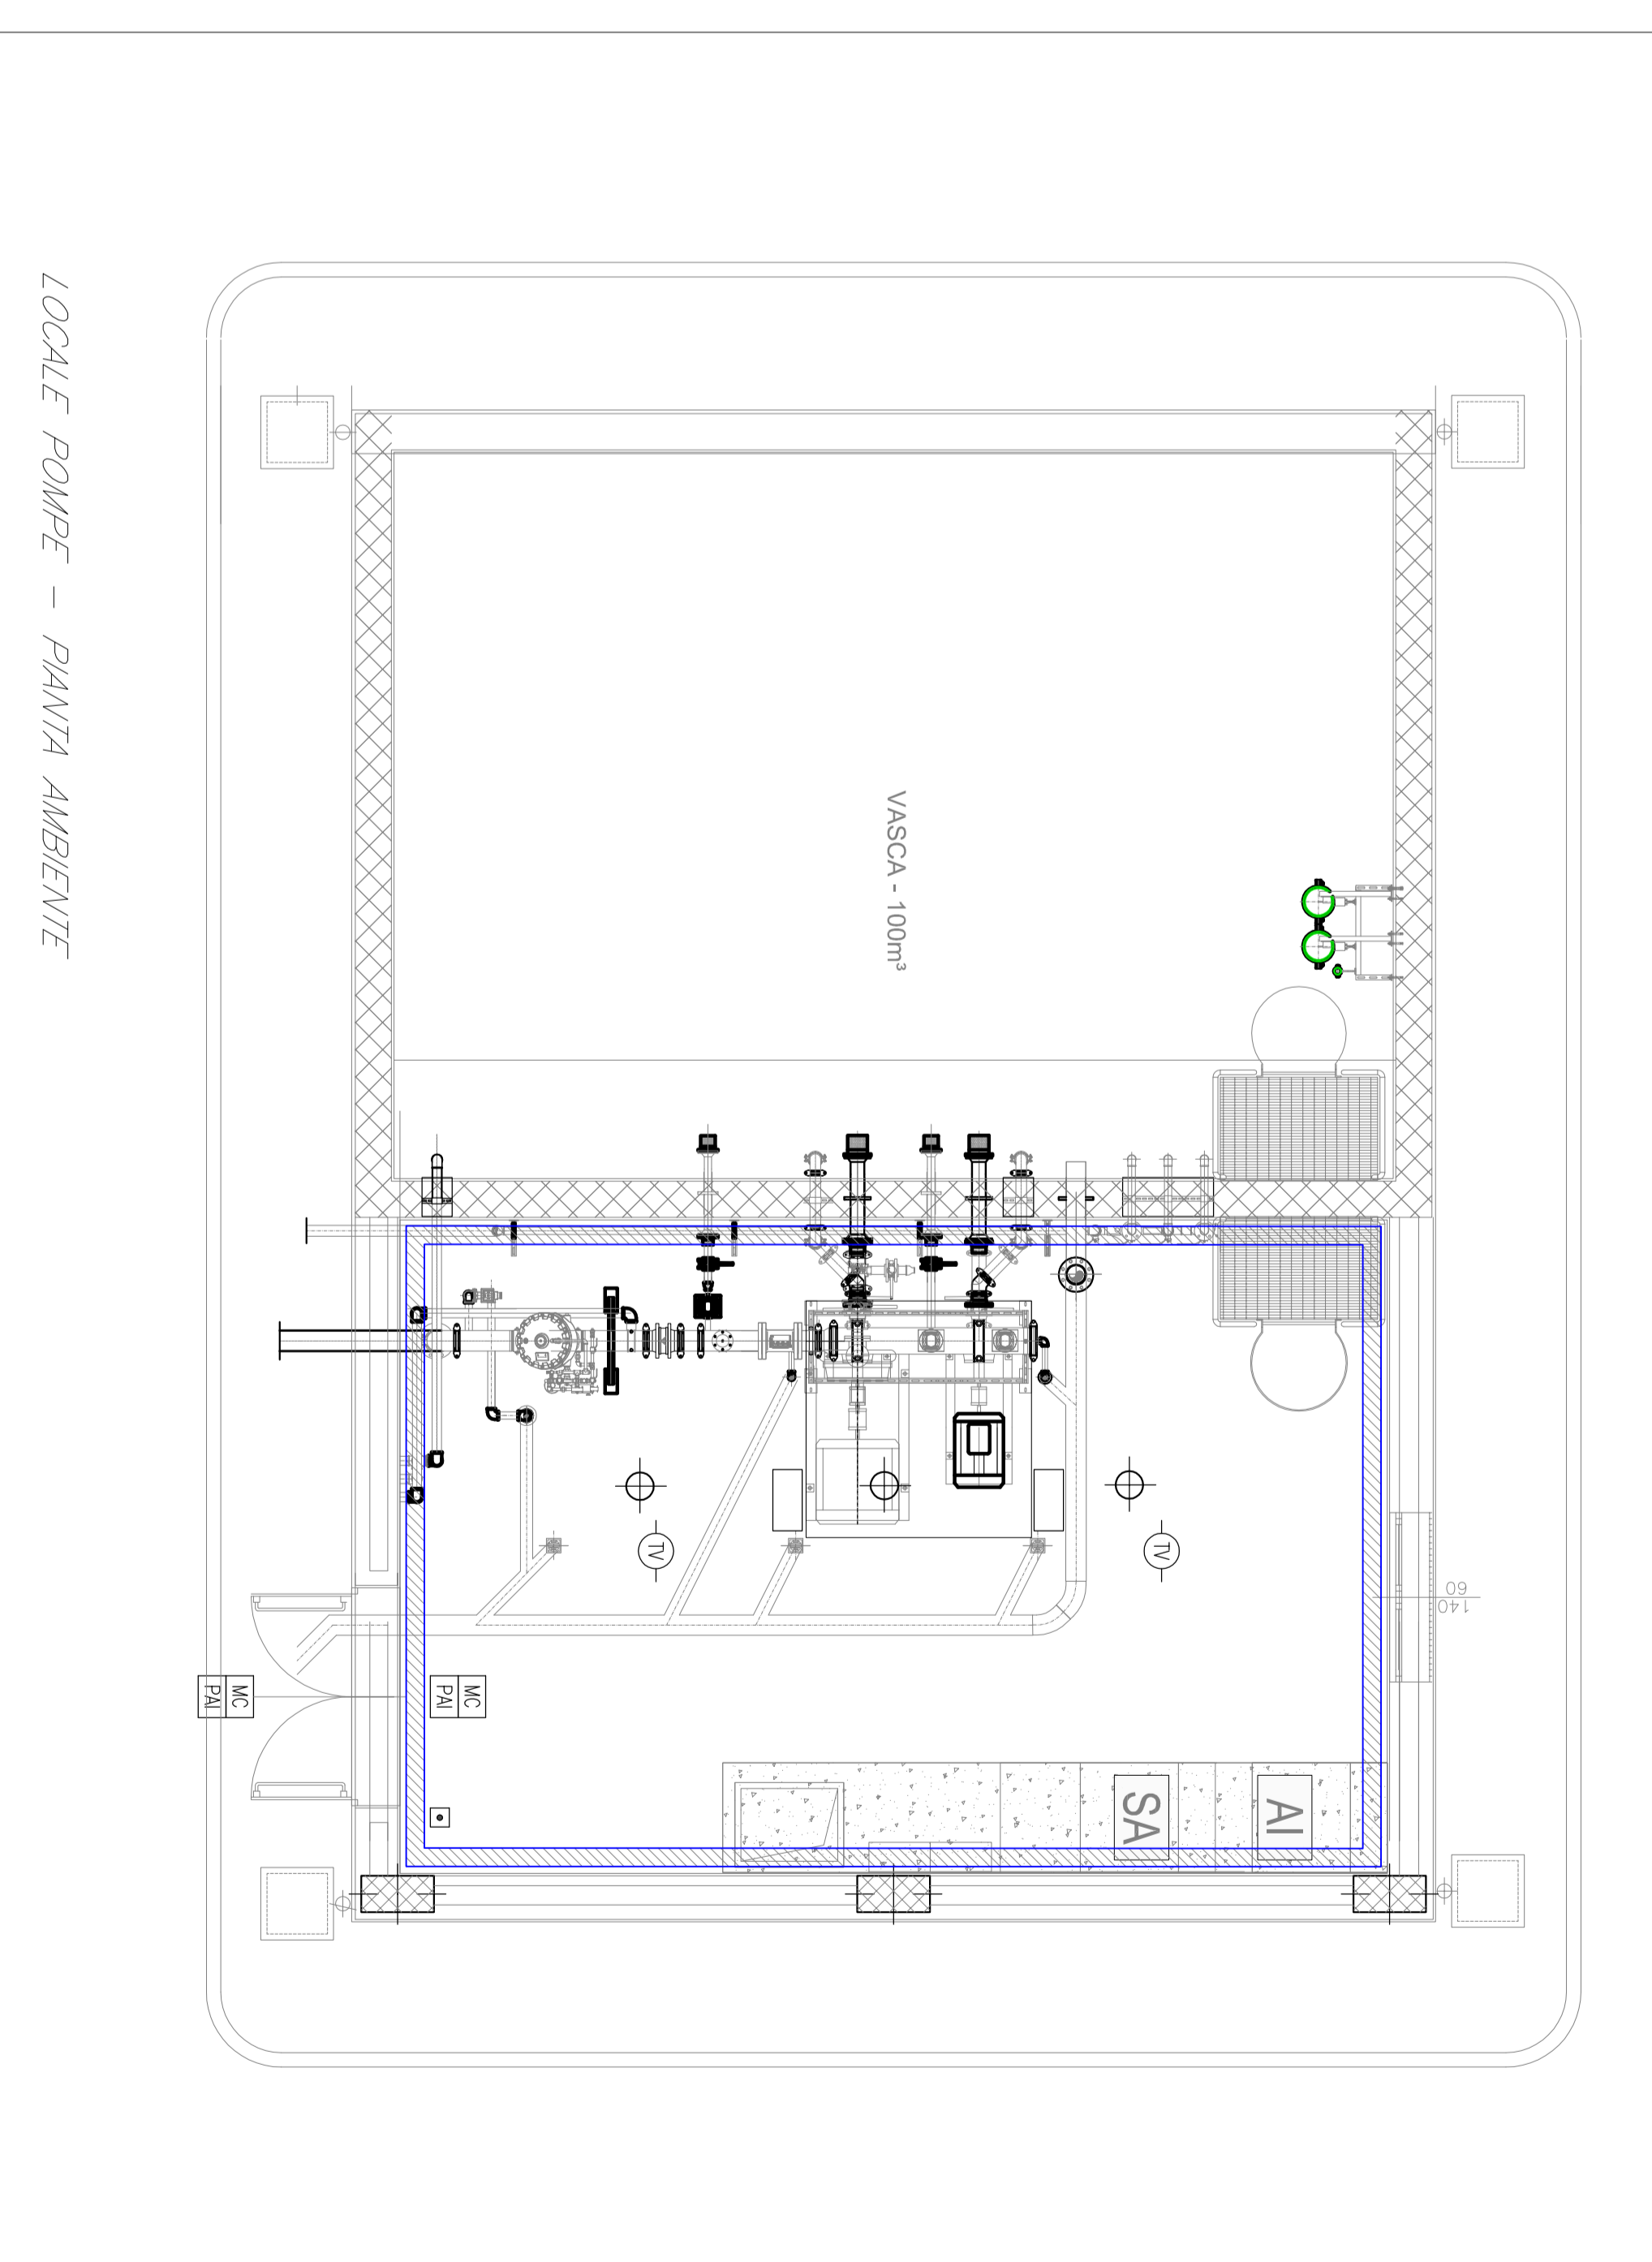 LOCALE POMPE - PIANTA AMBIENTE
VASCA - 100m³
TV
TV
60
140
MC
PAI
MC
PAI
SA
AI